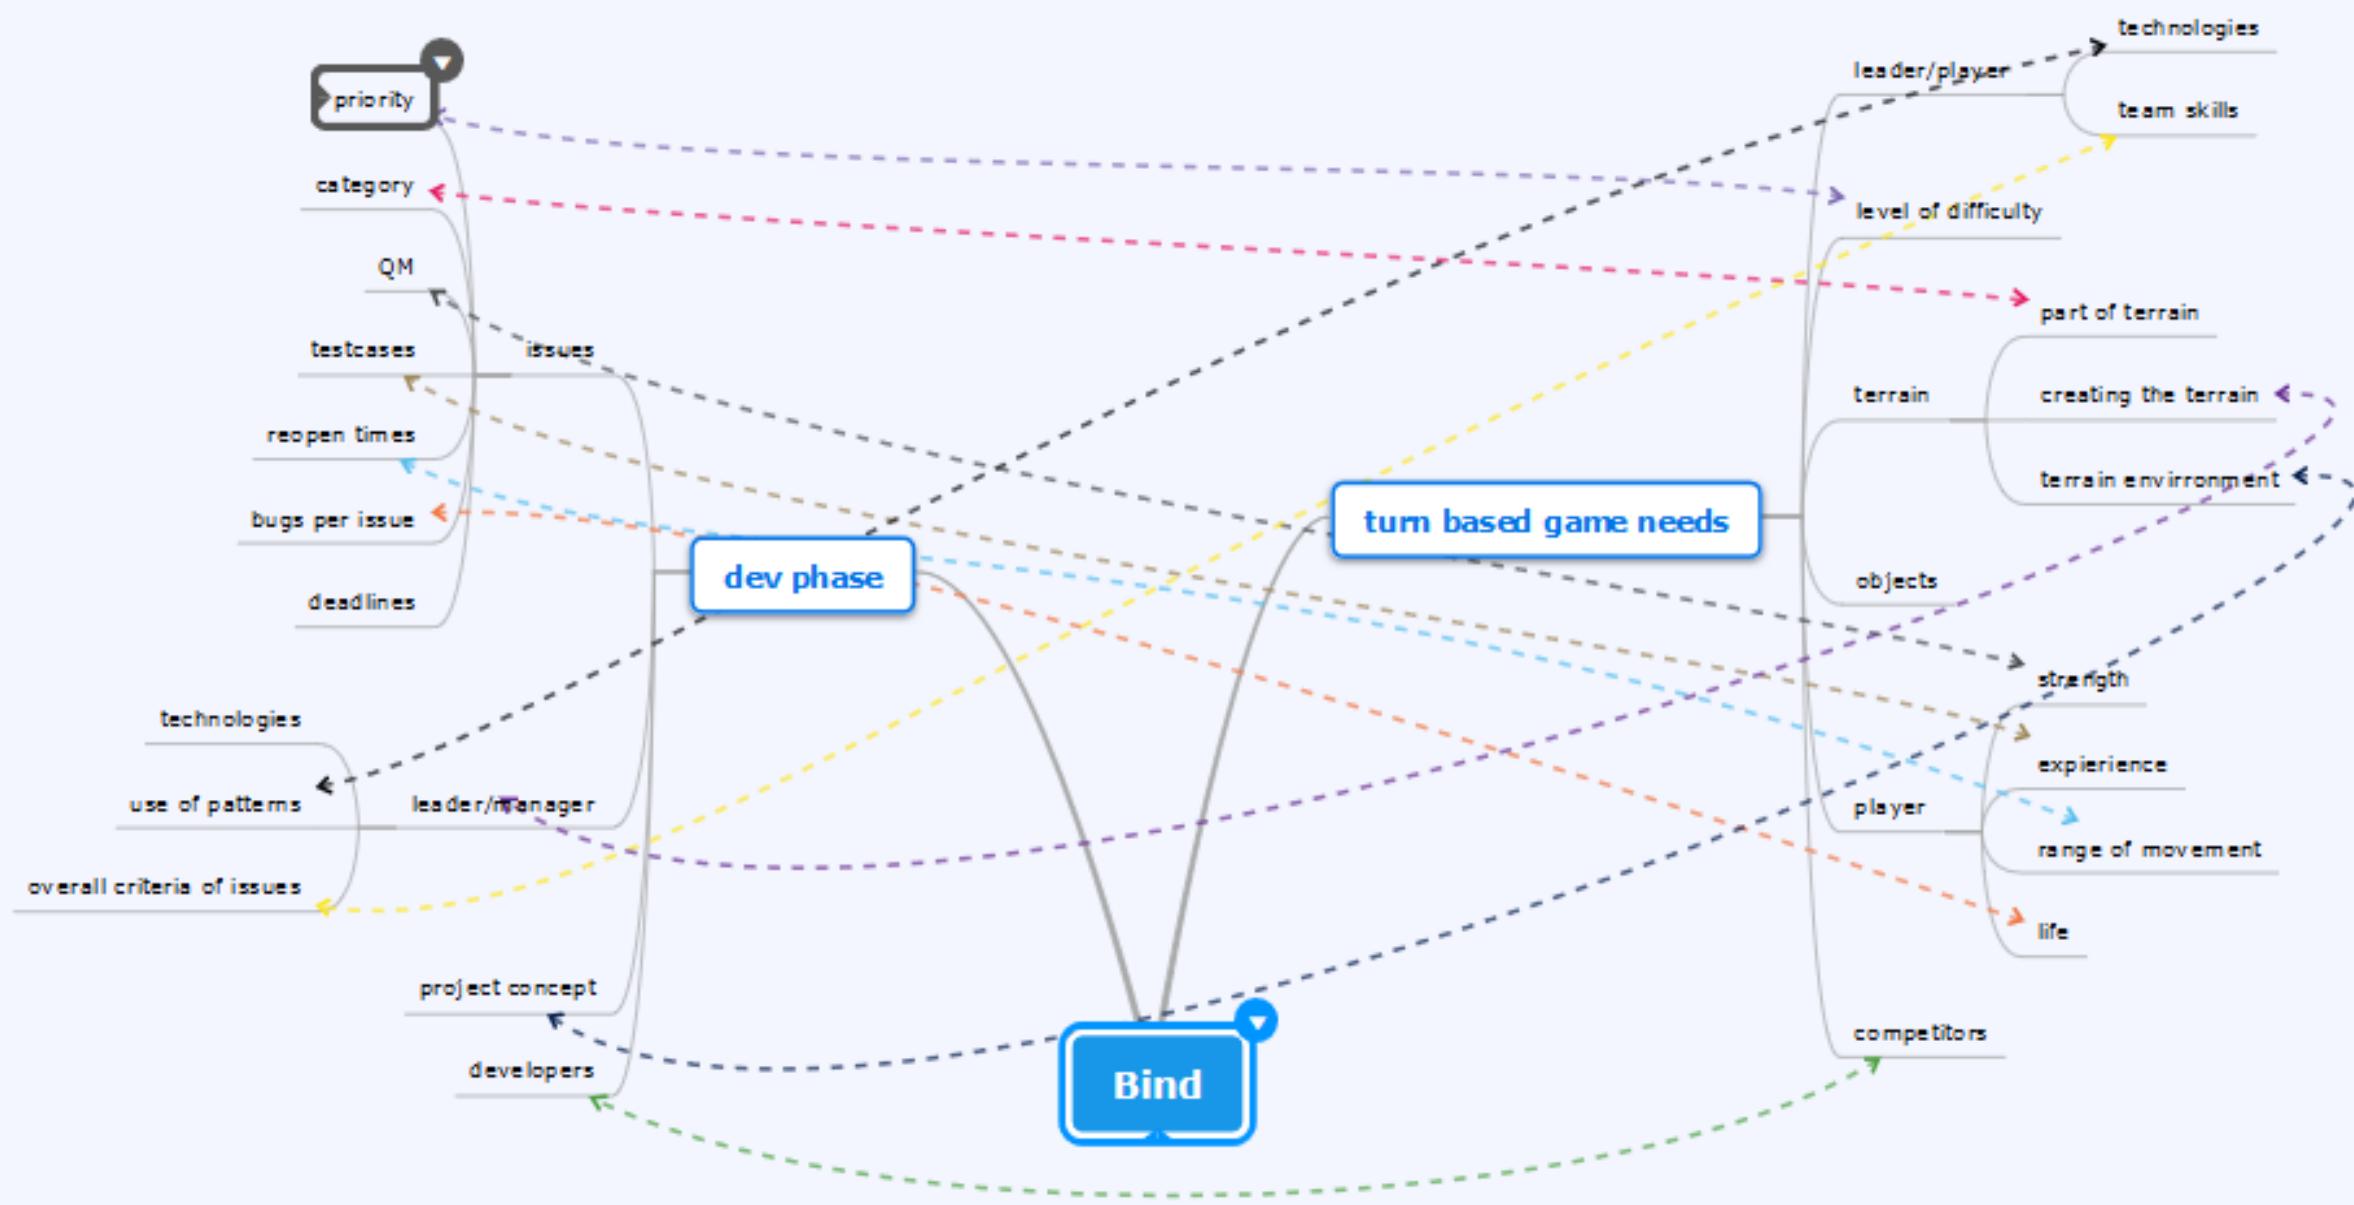 priority
category
QM
testcases
issues
reopen times
bugs per issue
deadlines
dev phase
technologies
use of patterns
leader/manager
overall criteria of issues
project concept
developers
Bind
turn based game needs
leader/player
technologies
team skills
level of difficulty
part of terrain
terrain
creating the terrain
terrain environment
objects
strength
expierience
player
range of movement
life
competitors